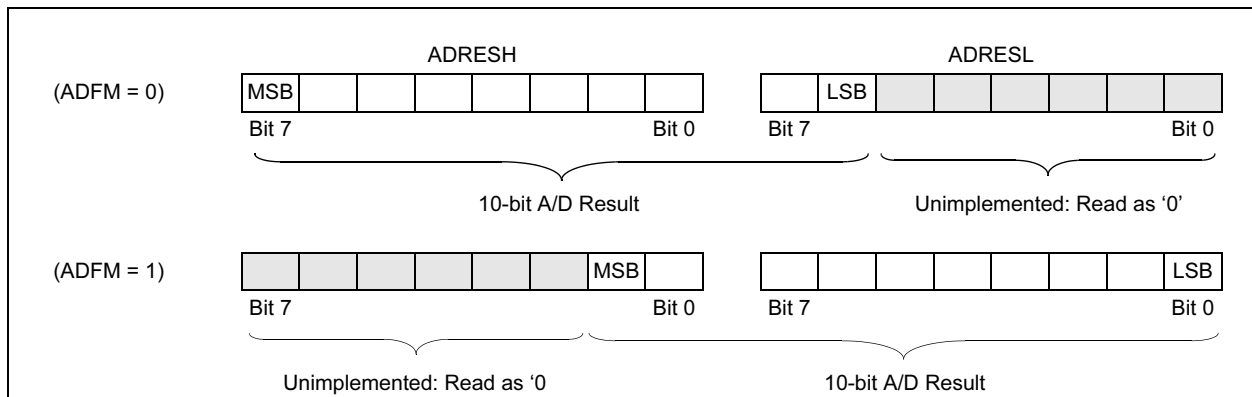 ADRESH ADRESL
(ADFM = 0) MSB LSB
Bit 7 Bit 0 Bit 7 Bit 0
10-bit A/D Result Unimplemented: Read as ‘0’
(ADFM = 1) MSB LSB
Bit 7 Bit 0 Bit 7 Bit 0
Unimplemented: Read as ‘0 10-bit A/D Result